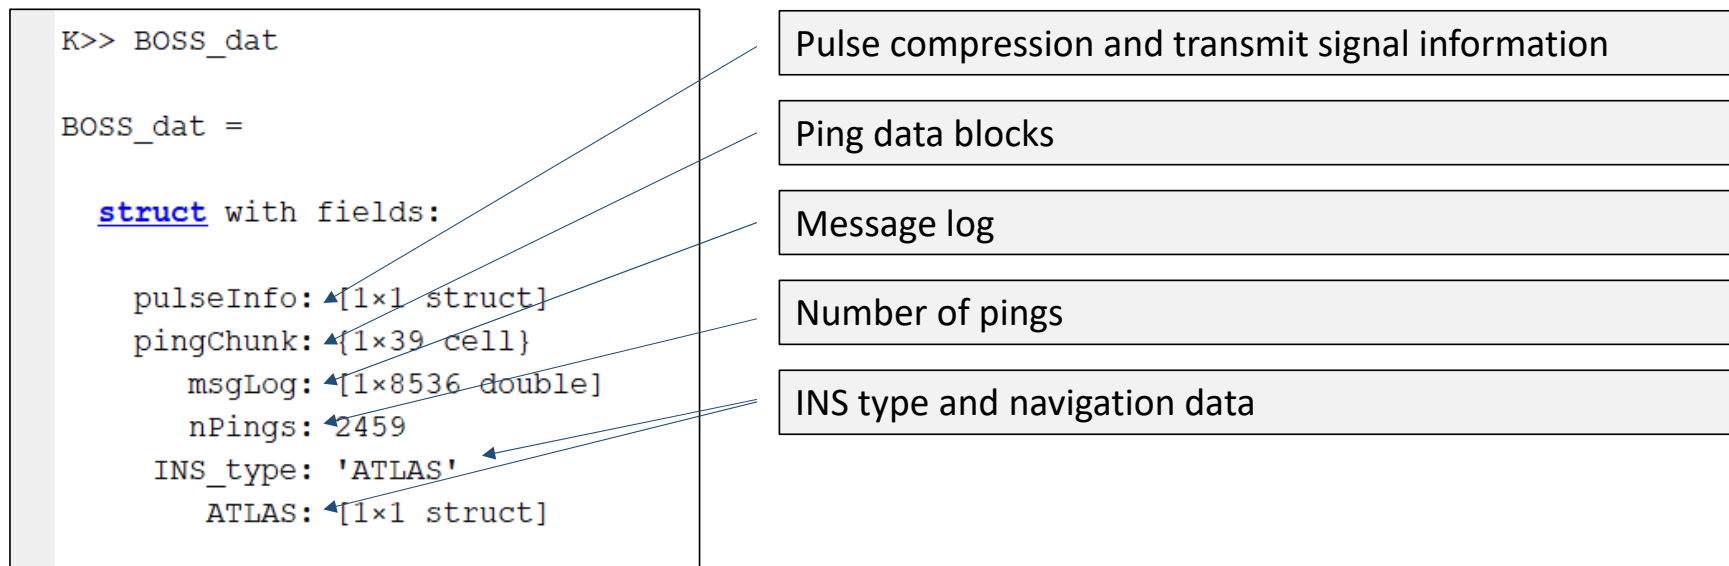 K>> BOSS_dat
BOSS_dat =
struct with fields:
pulseInfo: [1×1 struct]
pingChunk: {1×39 cell}
msgLog: [1×8536 double]
nPings: 2459
INS_type: 'ATLAS'
ATLAS: [1×1 struct]
Pulse compression and transmit signal information
Ping data blocks
Message log
Number of pings
INS type and navigation data